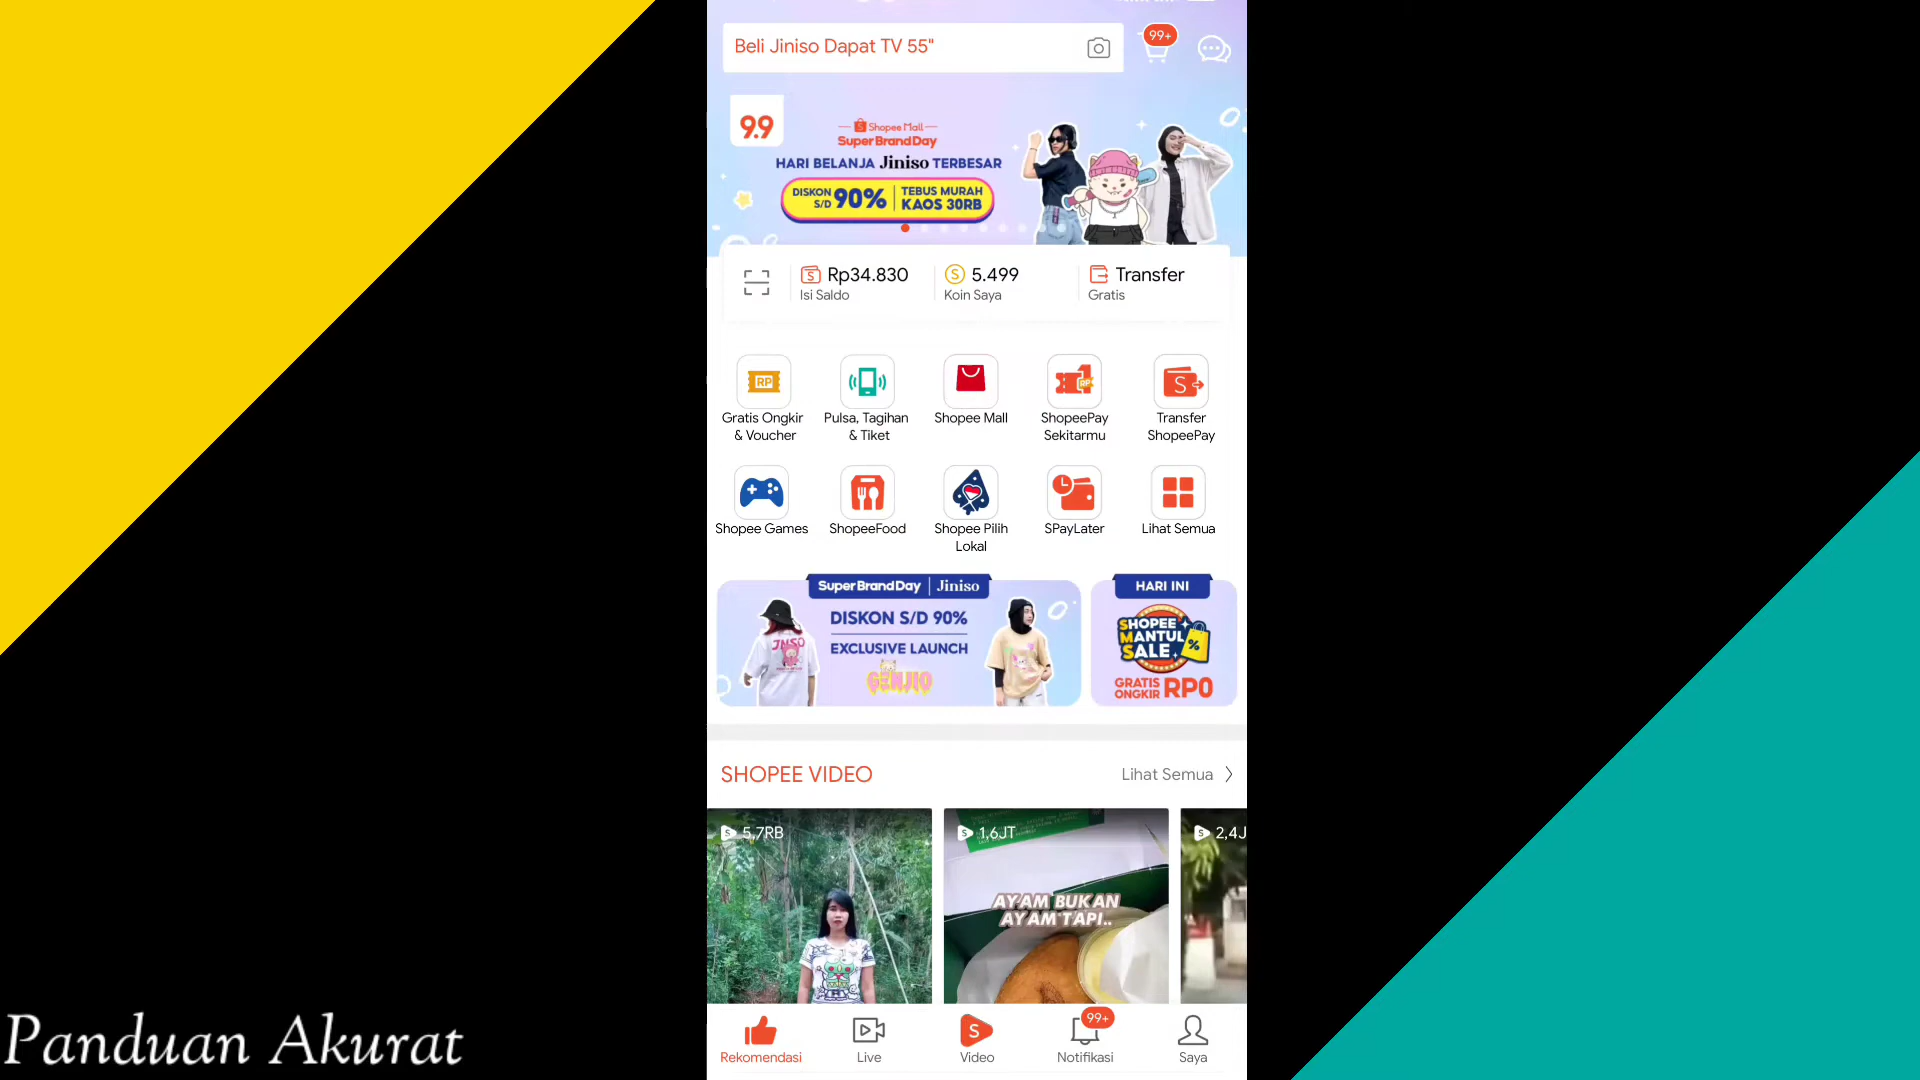 Beli Jiniso Dapat TV 55"
99+
9.9
Shopee Mall
Super Brand Day
HARI BELANJA Jiniso TERBESAR
DISKON S/D 90% TEBUS MURAH KAOS 30RB
Rp34.830
Isi Saldo
5.499
Koin Saya
Transfer
Gratis
Gratis Ongkir
& Voucher
Pulsa, Tagihan
& Tiket
Shopee Mall
ShopeePay
Sekitarmu
Transfer
ShopeePay
Shopee Games
ShopeeFood
Shopee Pilih
Lokal
SPayLater
Lihat Semua
Super Brand Day Jiniso
DISKON S/D 90%
EXCLUSIVE LAUNCH
HARI INI
SHOPEE
MANTUL
SALE
GRATIS ONGKIR RP0
SHOPEE VIDEO
Lihat Semua
5,7RB
1,6JT
2,4J
AYAM BUKAN
AYAM TAPI..
Rekomendasi
Live
Video
99+
Notifikasi
Saya
Panduan Akurat